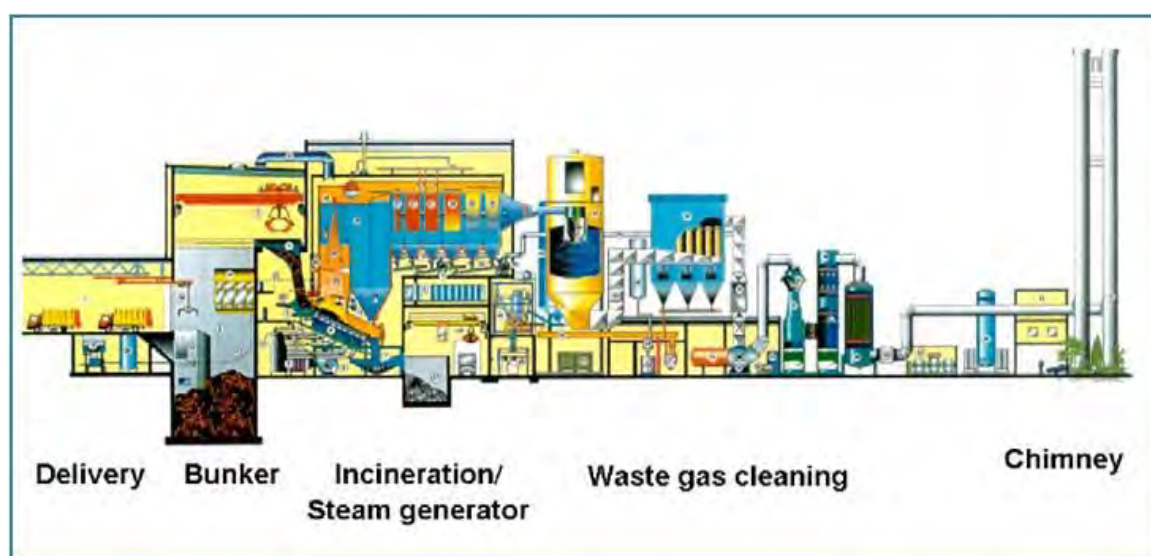 Delivery
Bunker
Incineration/
Steam generator
Waste gas cleaning
Chimney